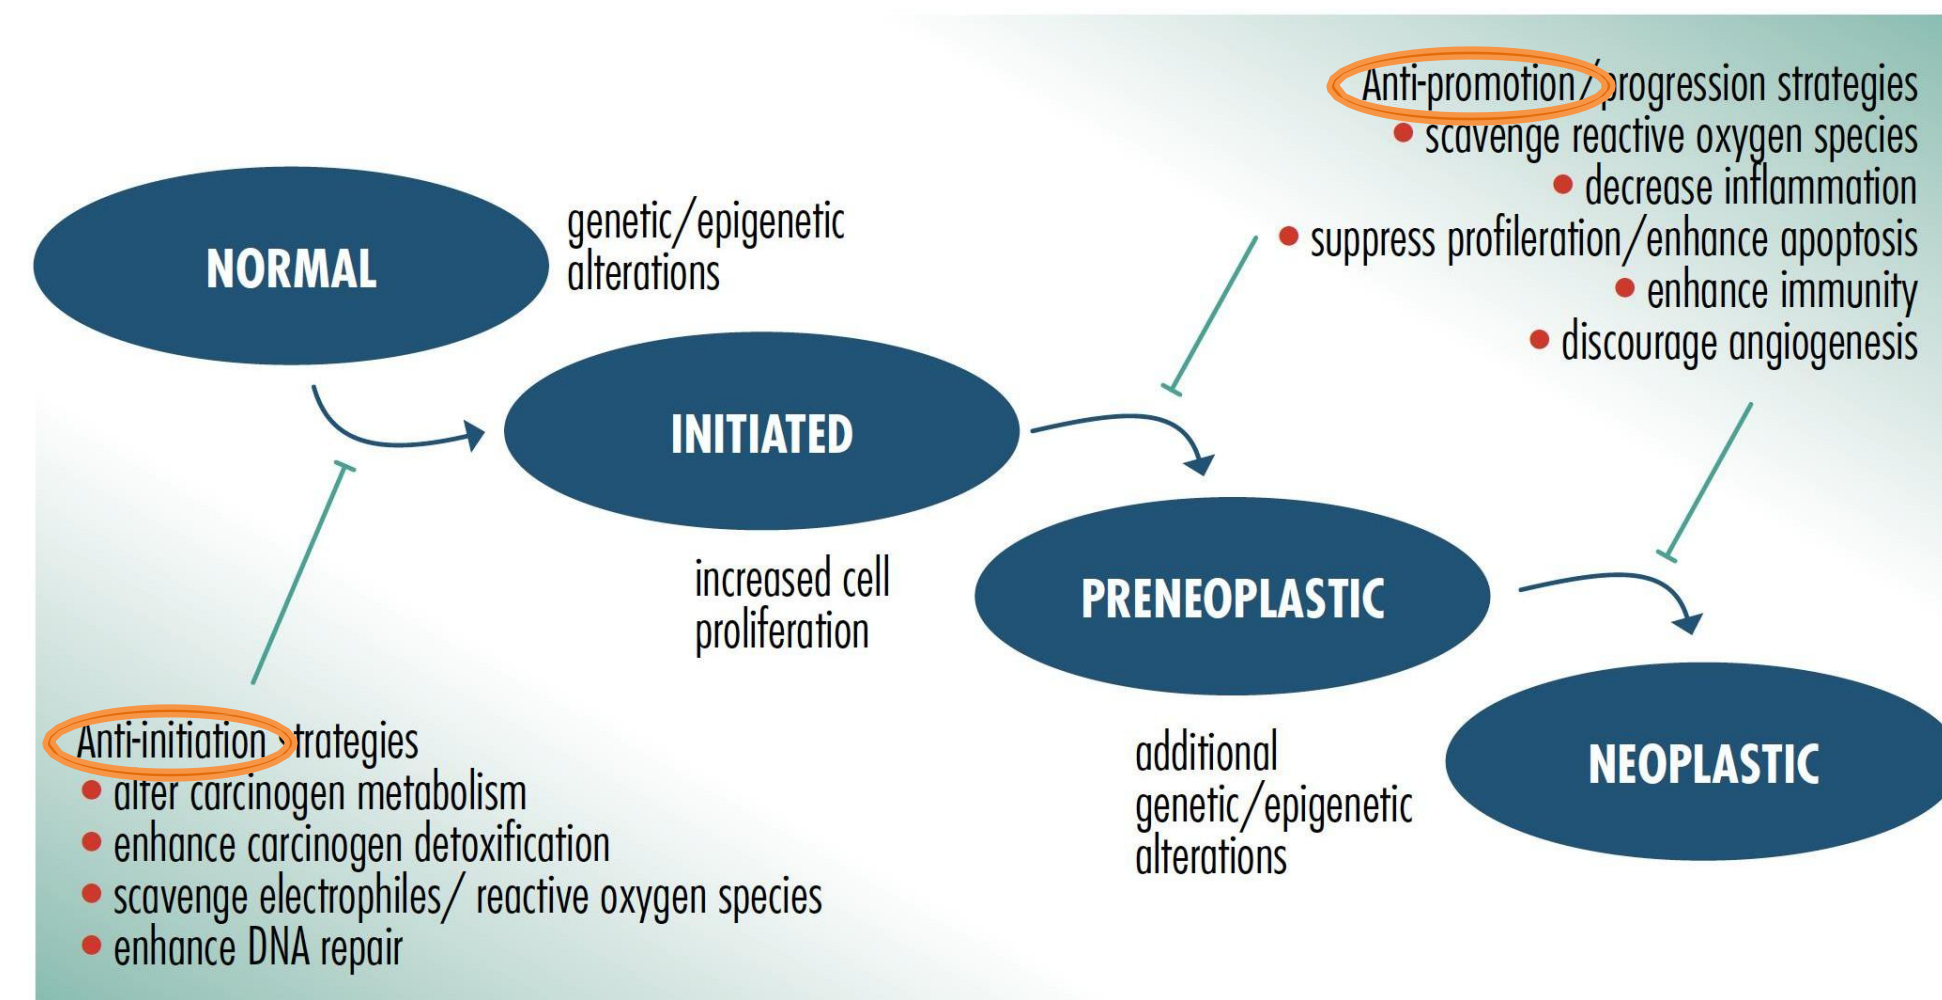 Anti-promotion/progression strategies
• scavenge reactive oxygen species
• decrease inflammation
• suppress profileration/enhance apoptosis
• enhance immunity
• discourage angiogenesis
NORMAL
genetic/epigenetic
alterations
INITIATED
increased cell
proliferation
PRENEOPLASTIC
additional
genetic/epigenetic
alterations
NEOPLASTIC
Anti-initiation strategies
• alter carcinogen metabolism
• enhance carcinogen detoxification
• scavenge electrophiles/ reactive oxygen species
• enhance DNA repair